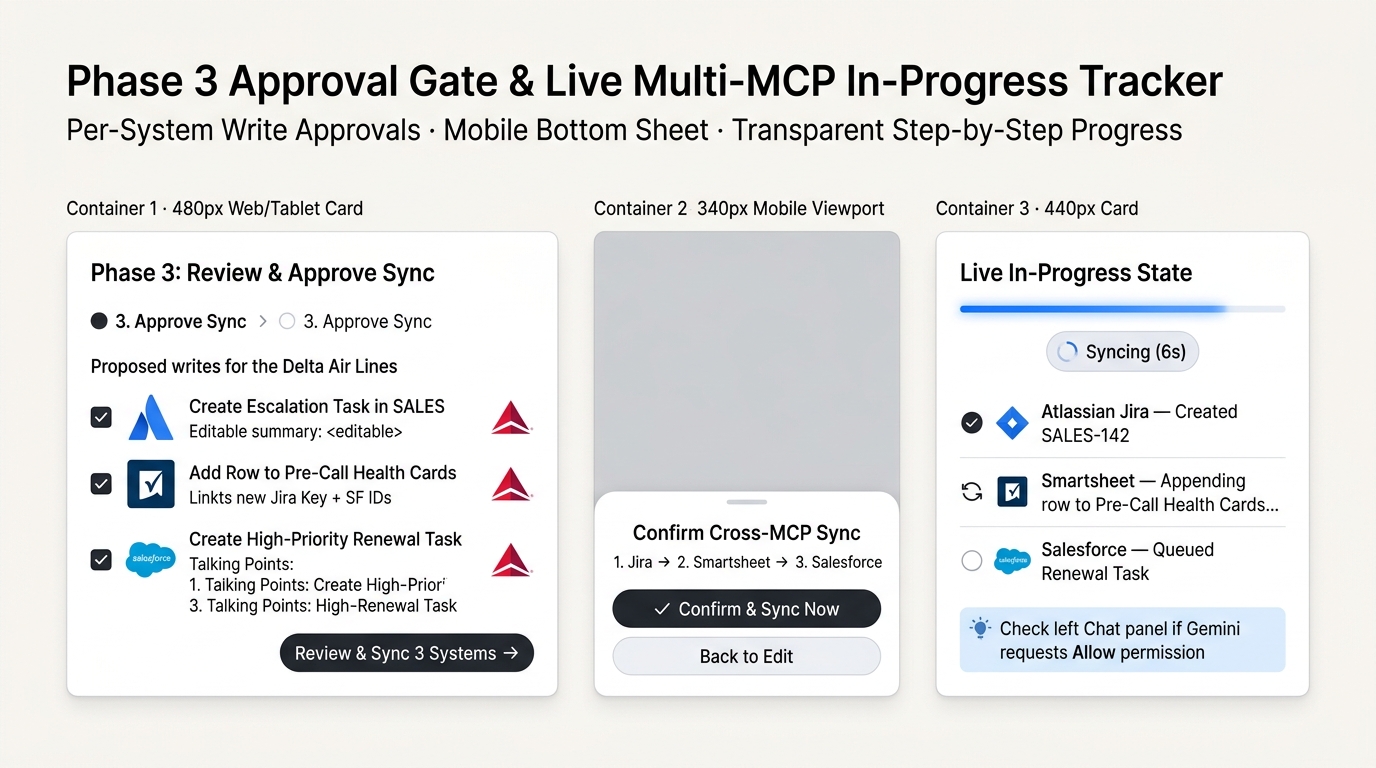 Phase 3 Approval Gate & Live Multi-MCP In-Progress Tracker
Per-System Write Approvals · Mobile Bottom Sheet · Transparent Step-by-Step Progress
Container 1 · 480px Web/Tablet Card
Phase 3: Review & Approve Sync
3. Approve Sync > 3. Approve Sync
Proposed writes for the Delta Air Lines
Create Escalation Task in SALES
Editable summary: <editable>
Add Row to Pre-Call Health Cards
Linkts new Jira Key + SF IDs
salesforce
Create High-Priority Renewal Task
Talking Points:
1. Talking Points: Create High-Prior
3. Talking Points: High-Renewal Task
Review & Sync 3 Systems →
Container 2 340px Mobile Viewport
Confirm Cross-MCP Sync
1. Jira → 2. Smartsheet → 3. Salesforce
✓ Confirm & Sync Now
Back to Edit
Container 3 · 440px Card
Live In-Progress State
Syncing (6s)
Atlassian Jira — Created
SALES-142
Smartsheet — Appending
row to Pre-Call Health Cards...
salesforce
Salesforce — Queued
Renewal Task
Check left Chat panel if Gemini
requests Allow permission